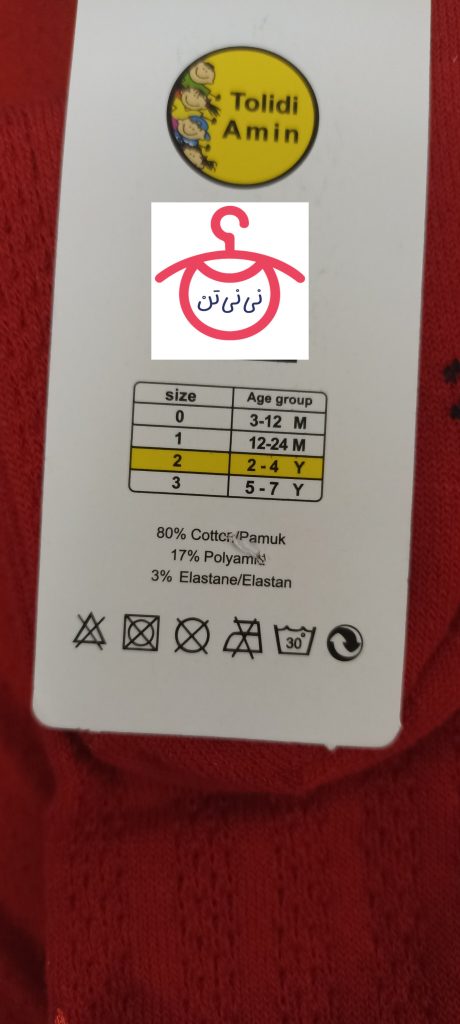 Tolidi
Amin
نی نی تن
size Age group
0 3-12 M
1 12-24 M
2 2-4 Y
3 5-7 Y
80% Cotton/Pamuk
17% Polyamid
3% Elastane/Elastan
30°